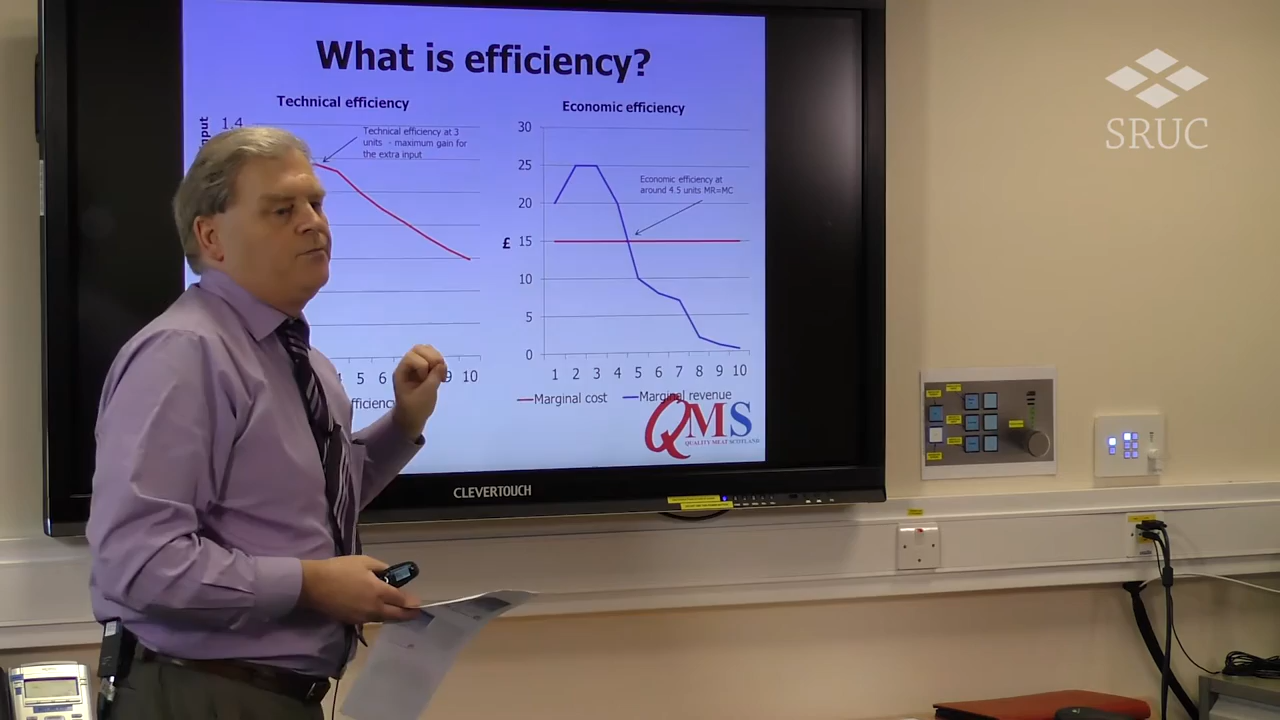 What is efficiency?
Technical efficiency
1.4
Technical efficiency at 3
units - maximum gain for
the extra input
5 6 9 10
Economic efficiency
30
25
20
£ 15
10
5
0
Economic efficiency at
around 4.5 units MR=MC
1 2 3 4 5 6 7 8 9 10
Marginal cost Marginal revenue
QMS
QUALITY MEAT SCOTLAND
CLEVERTOUCH
SRUC